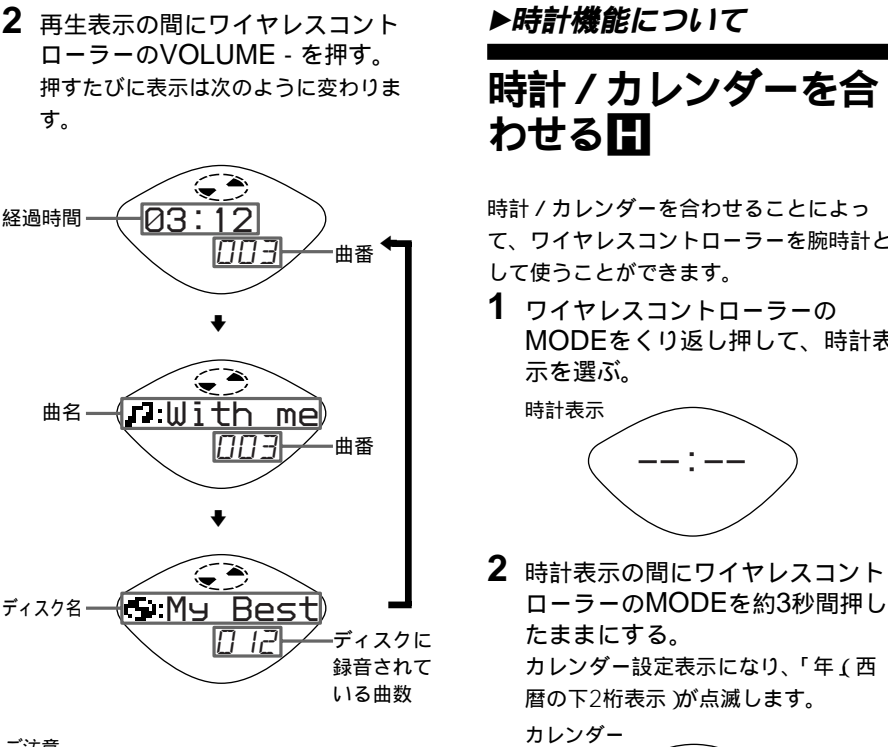 2 再生表示の間にワイヤレスコント
ローラーのVOLUME - を押す。
押すたびに表示は次のように変わりま
す。
経過時間
03:12
003
曲番
曲名
:With me
003
曲番
ディスク名
:My Best
012
ディスクに
録音されて
いる曲数
ご注意
▶時計機能について
時計 / カレンダーを合
わせるH
時計 / カレンダーを合わせることによっ
て、ワイヤレスコントローラーを腕時計と
して使うことができます。
1 ワイヤレスコントローラーの
MODEをくり返し押して、時計表
示を選ぶ。
時計表示
--:--
2 時計表示の間にワイヤレスコント
ローラーのMODEを約3秒間押し
たままにする。
カレンダー設定表示になり、「年(西
暦の下2桁表示)が点滅します。
カレンダー